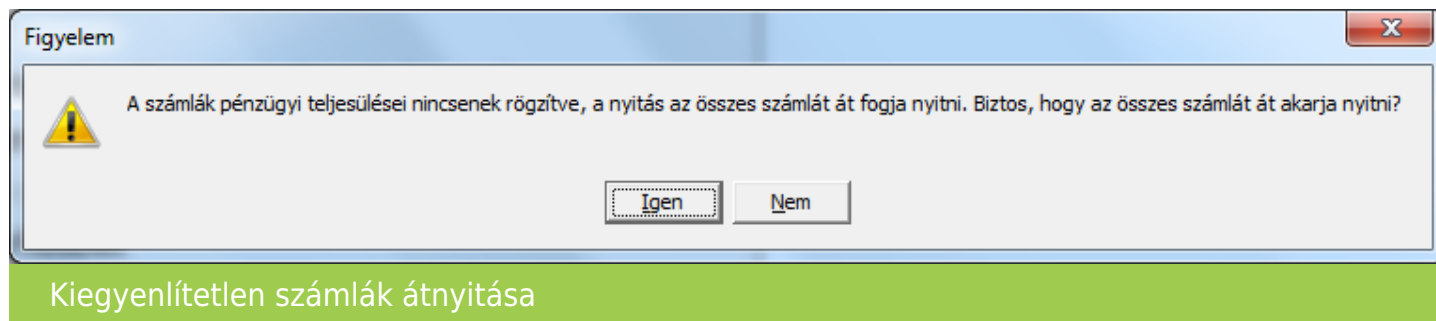 Figyelem
A számlák pénzügyi teljesülései nincsenek rögzítve, a nyitás az összes számlát át fogja nyitni. Biztos, hogy az összes számlát át akarja nyitni?
Igen
Nem
Kiegyenlítetlen számlák átnyitása